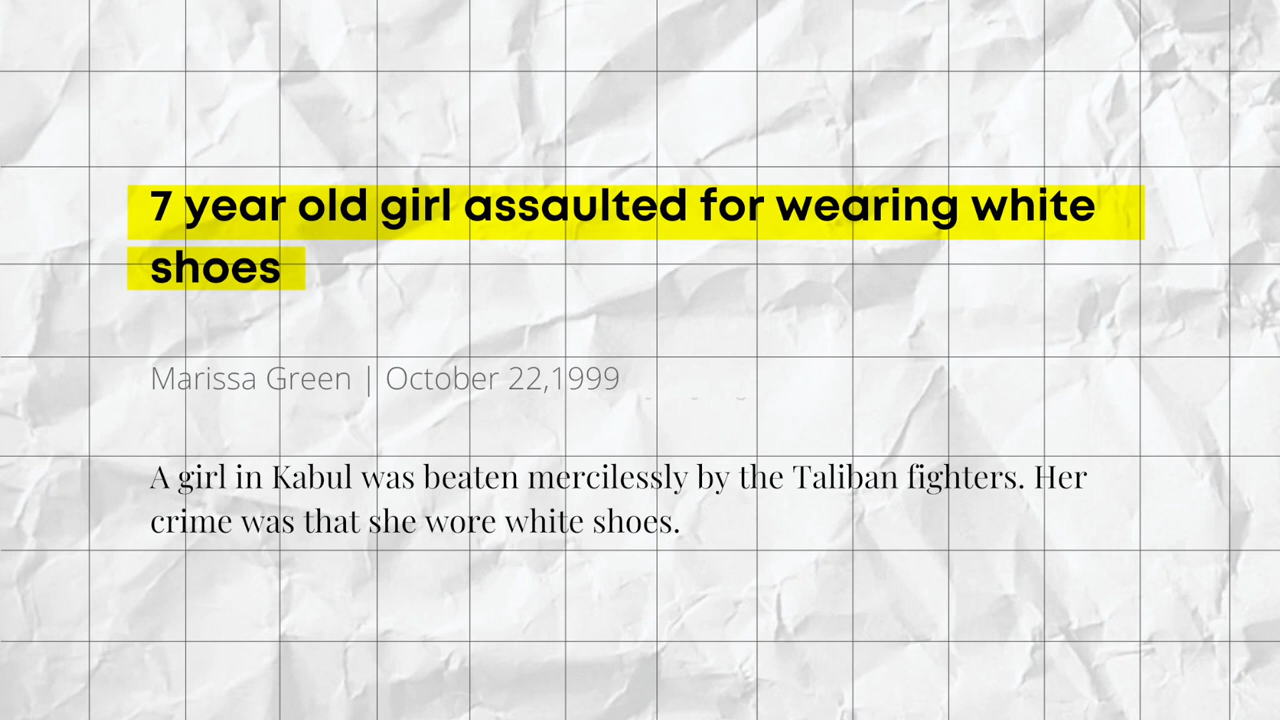 7 year old girl assaulted for wearing white
shoes
Marissa Green | October 22,1999
A girl in Kabul was beaten mercilessly by the Taliban fighters. Her
crime was that she wore white shoes.